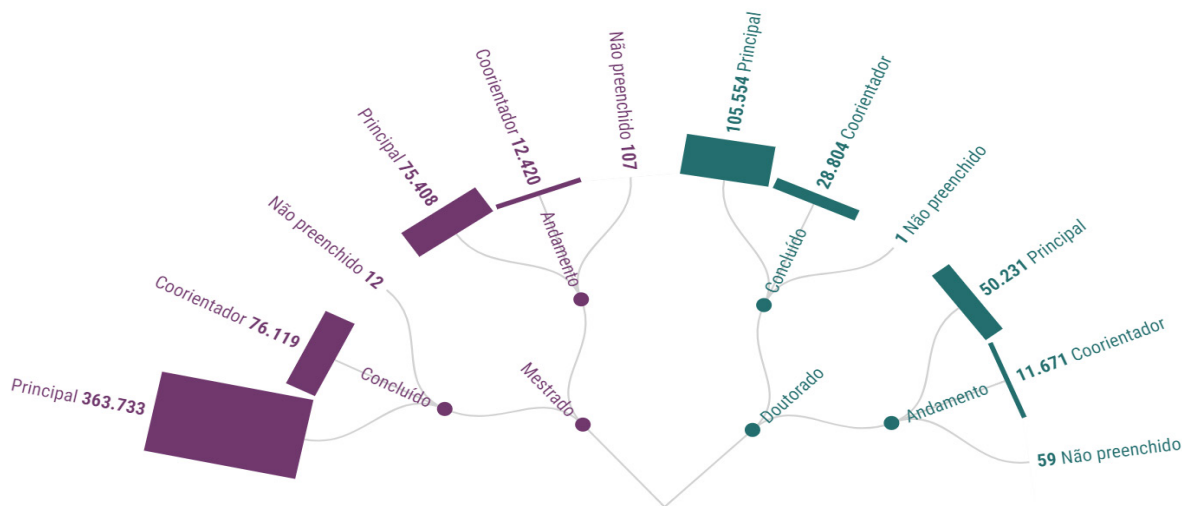 Principal 363.733
Coorientador 76.119
Não preenchido 12
Concluído
Principal 75.408
Coorientador 12.420
Não preenchido 107
Andamento
Mestrado
105.554 Principal
28.804 Coorientador
1 Não preenchido
Concluído
Doutorado
50.231 Principal
11.671 Coorientador
59 Não preenchido
Andamento